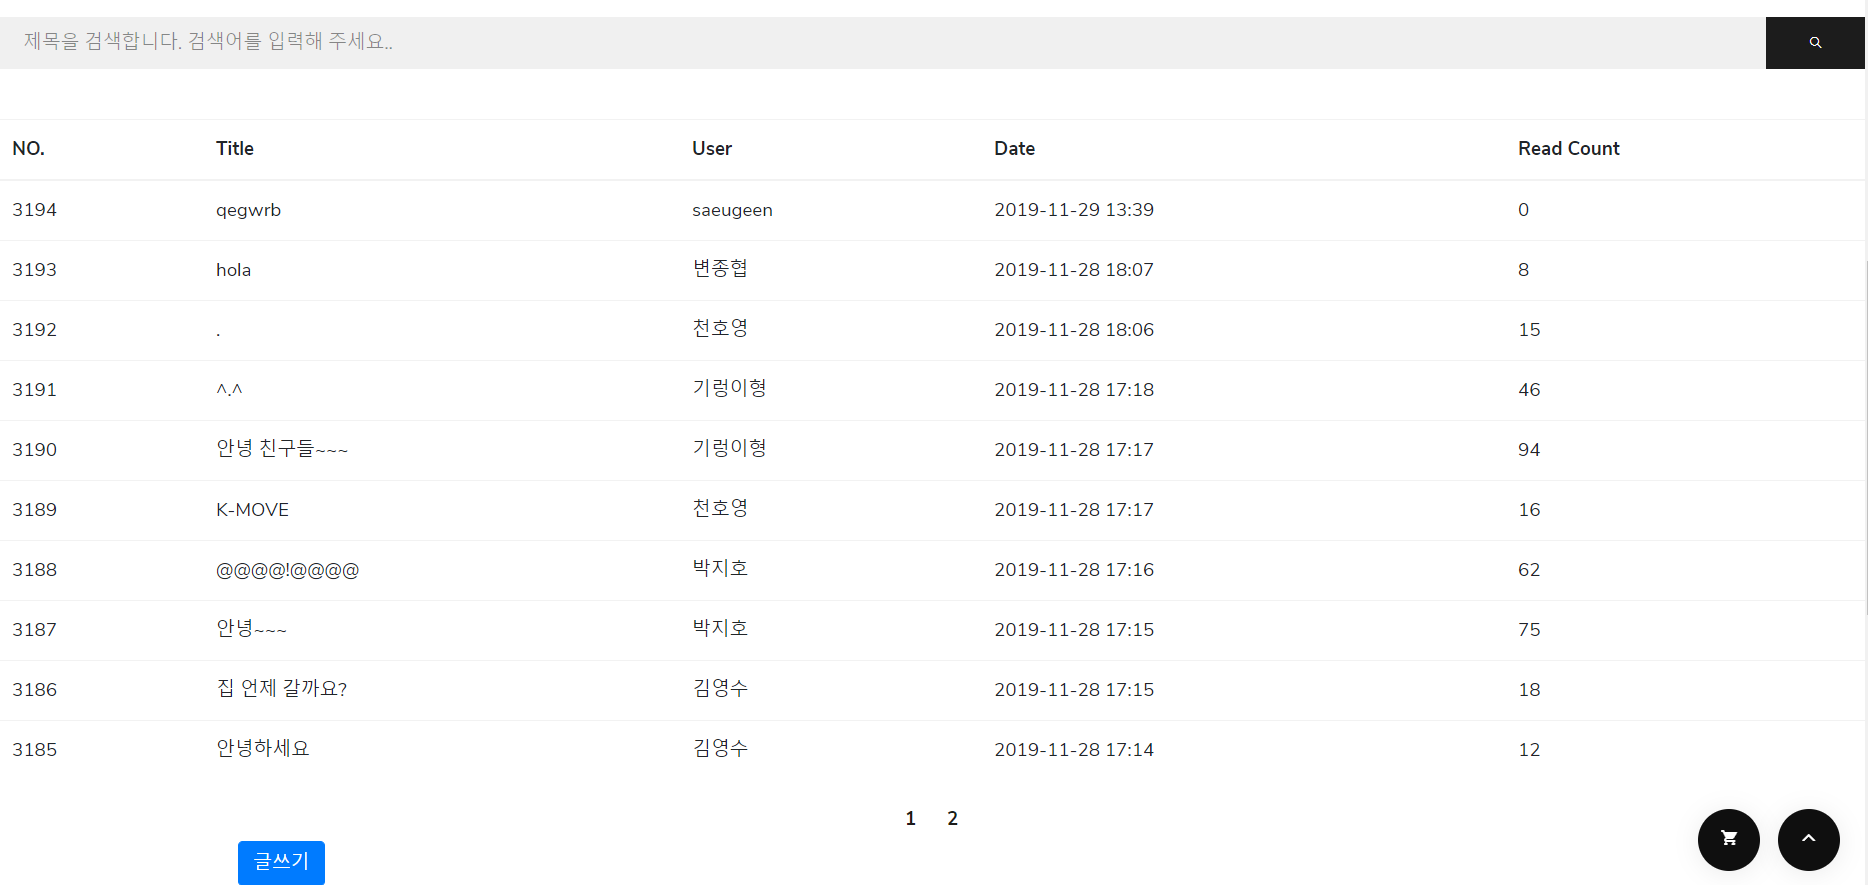 제목을 검색합니다. 검색어를 입력해 주세요..
NO. Title User Date Read Count
3194 qegwrb saeugeen 2019-11-29 13:39 0
3193 hola 변종협 2019-11-28 18:07 8
3192 . 천호영 2019-11-28 18:06 15
3191 ^.^ 기렁이형 2019-11-28 17:18 46
3190 안녕 친구들~~~ 기렁이형 2019-11-28 17:17 94
3189 K-MOVE 천호영 2019-11-28 17:17 16
3188 @@@@!@@@@ 박지호 2019-11-28 17:16 62
3187 안녕~~~ 박지호 2019-11-28 17:15 75
3186 집 언제 갈까요? 김영수 2019-11-28 17:15 18
3185 안녕하세요 김영수 2019-11-28 17:14 12
1 2
글쓰기